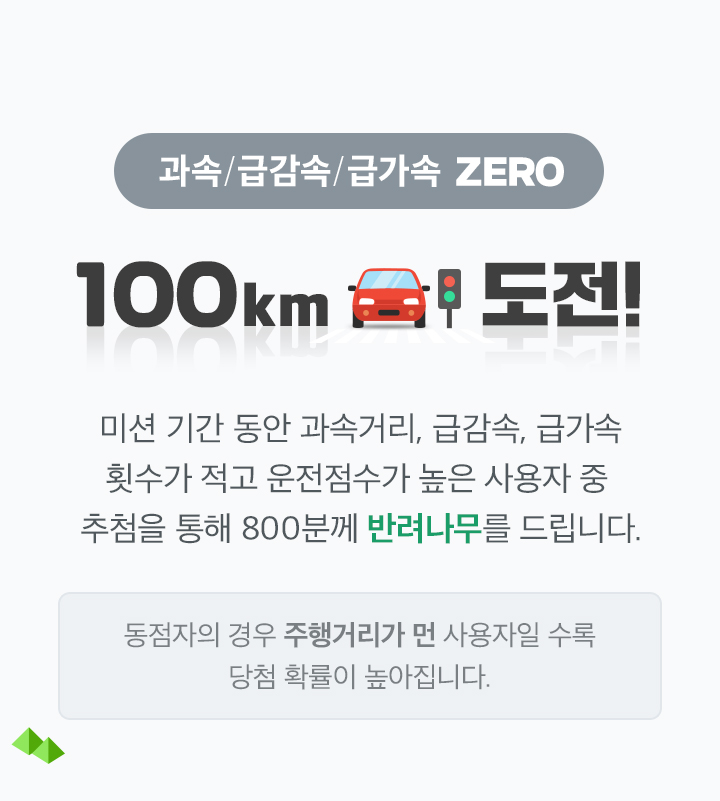 과속/급감속/급가속 ZERO
100km 도전!
미션 기간 동안 과속거리, 급감속, 급가속
횟수가 적고 운전점수가 높은 사용자 중
추첨을 통해 800분께 반려나무를 드립니다.
동점자의 경우 주행거리가 먼 사용자일 수록
당첨 확률이 높아집니다.